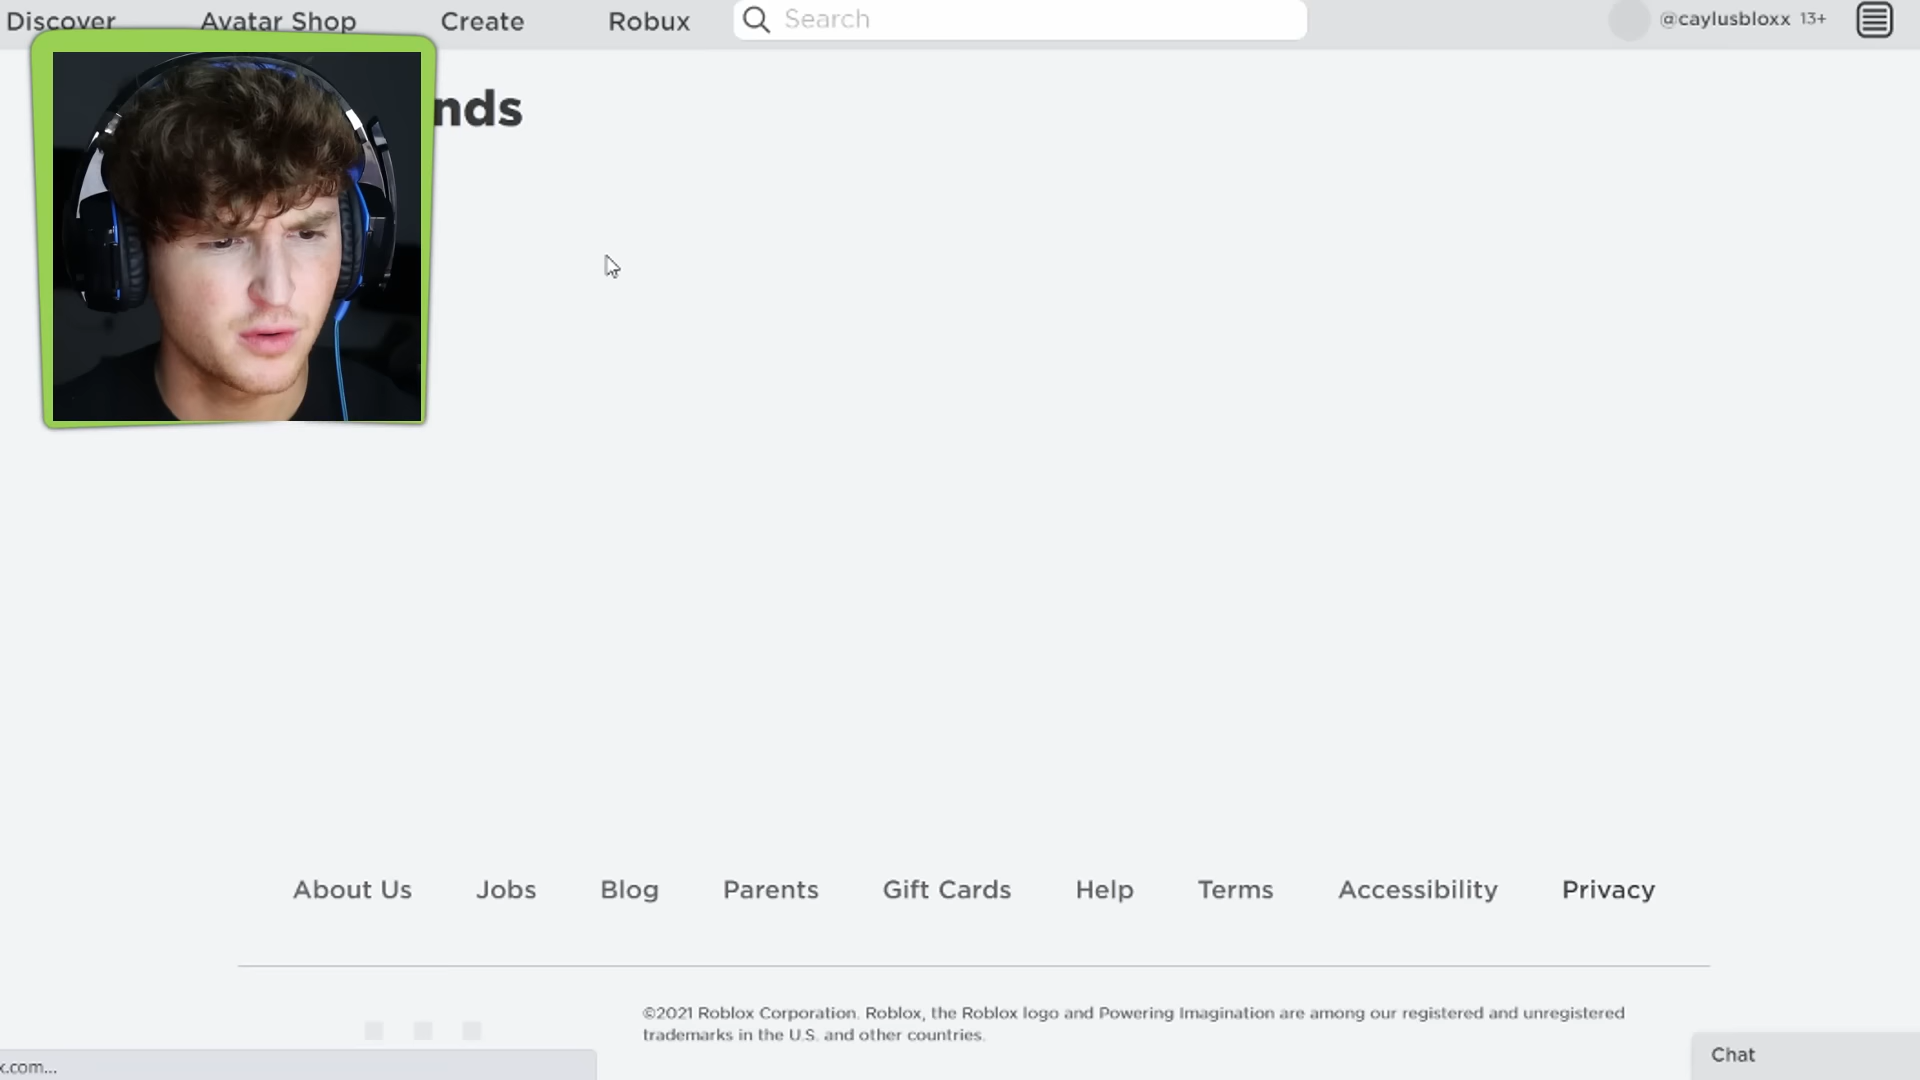 Discover Avatar Shop Create Robux Search @caylusbloxx 13+
nds
About Us Jobs Blog Parents Gift Cards Help Terms Accessibility Privacy
©2021 Roblox Corporation. Roblox, the Roblox logo and Powering Imagination are among our registered and unregistered
trademarks in the U.S. and other countries.
Chat
x.com...